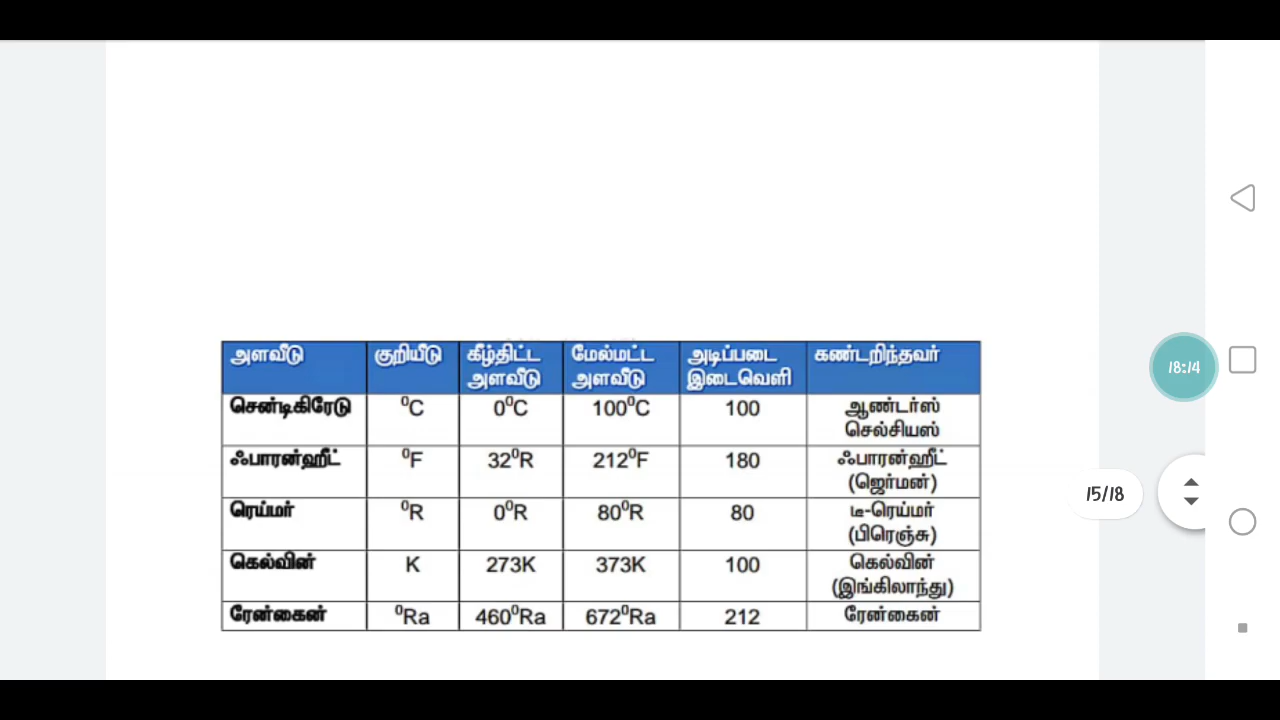 அளவீடு குறியீடு கீழ்திட்ட மேல்மட்ட அடிப்படை கண்டறிந்தவர்
அளவீடு அளவீடு இடைவெளி
சென்டிகிரேடு ⁰C 0⁰C 100⁰C 100 ஆண்டர்ஸ்
செல்சியஸ்
ஃபாரன்ஹீட் ⁰F 32⁰R 212⁰F 180 ஃபாரன்ஹீட்
(ஜெர்மன்)
ரெய்மர் ⁰R 0⁰R 80⁰R 80 டீ-ரெய்மர்
(பிரெஞ்சு)
கெல்வின் K 273K 373K 100 கெல்வின்
(இங்கிலாந்து)
ரேன்கைன் ⁰Ra 460⁰Ra 672⁰Ra 212 ரேன்கைன்
18:14
15/18